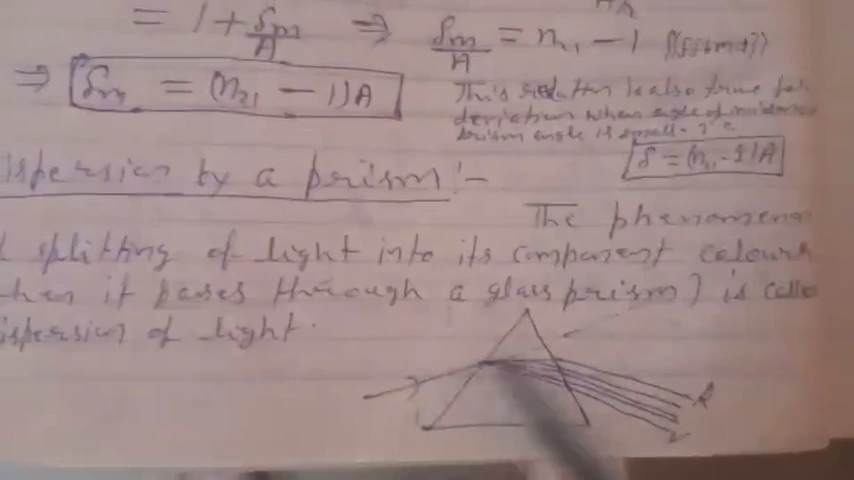 = 1 + δm/A ⇒ δm/A = n21 − 1
⇒ δm = (n21 − 1)A
This relation is also true for
deviation when angle of
prism angle is small
δ = (n21 - 1)A
ispersion by a prism :-
The phenomenon
splitting of light into its companent colours
hen it passes through a glass prism) is calle
ispersion of light.
R
V